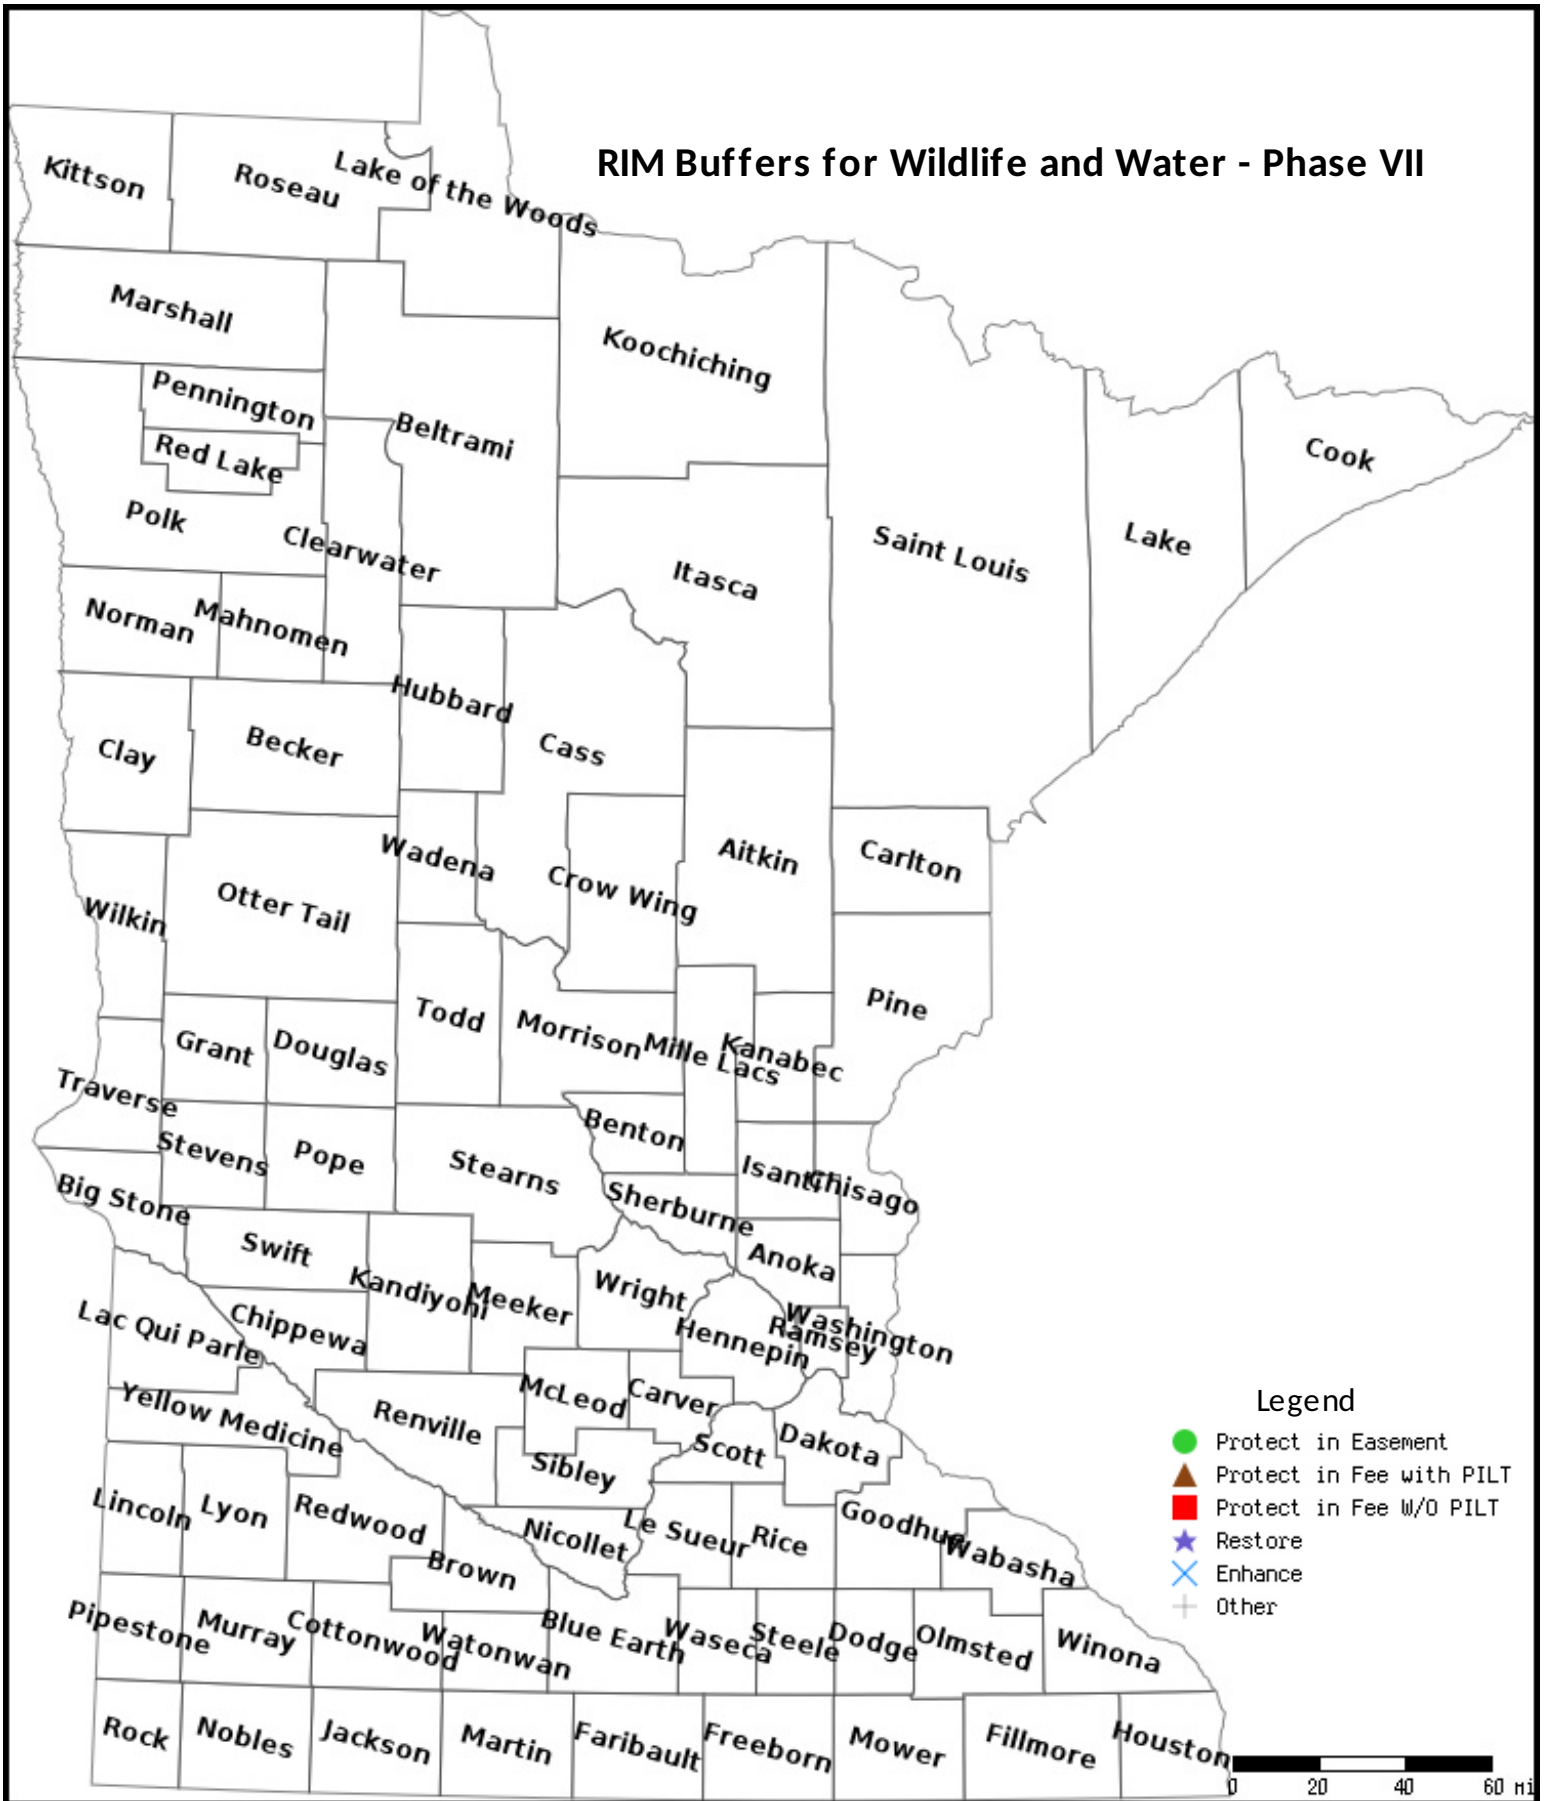 RIM Buffers for Wildlife and Water - Phase VII
Kittson
Roseau
Lake of the Woods
Marshall
Koochiching
Pennington
Beltrami
Red Lake
Cook
Polk
Clearwater
Saint Louis
Lake
Itasca
Norman
Mahnomen
Hubbard
Clay
Becker
Cass
Wadena
Aitkin
Carlton
Otter Tail
Crow Wing
Wilkin
Pine
Todd
Morrison
Mille Lacs
Kanabec
Grant
Douglas
Traverse
Benton
Stevens
Pope
Stearns
Isanti
Chisago
Big Stone
Sherburne
Swift
Anoka
Kandiyohi
Meeker
Wright
Lac Qui Parle
Chippewa
Hennepin
Ramsey
Washington
Yellow Medicine
Renville
McLeod
Carver
Scott
Dakota
Sibley
Lincoln
Lyon
Redwood
Nicollet
Le Sueur
Rice
Goodhue
Wabasha
Brown
Pipestone
Murray
Cottonwood
Watonwan
Blue Earth
Waseca
Steele
Dodge
Olmsted
Winona
Rock
Nobles
Jackson
Martin
Faribault
Freeborn
Mower
Fillmore
Houston
Legend
Protect in Easement
Protect in Fee with PILT
Protect in Fee W/O PILT
Restore
Enhance
Other
0 20 40 60 mi